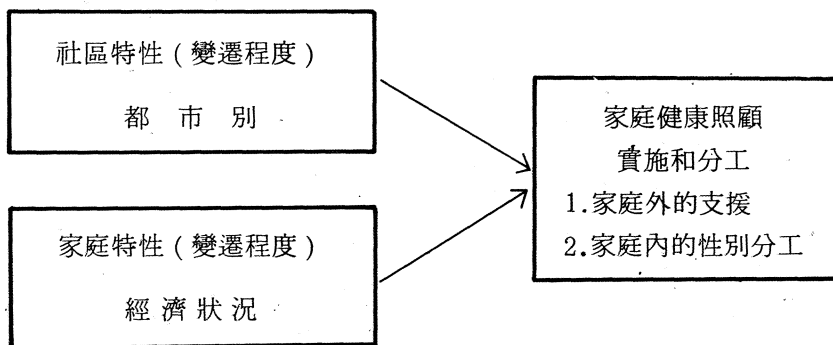 社區特性(變遷程度)
都市別
家庭特性(變遷程度)
經濟狀況
家庭健康照顧
實施和分工
1.家庭外的支援
2.家庭內的性別分工